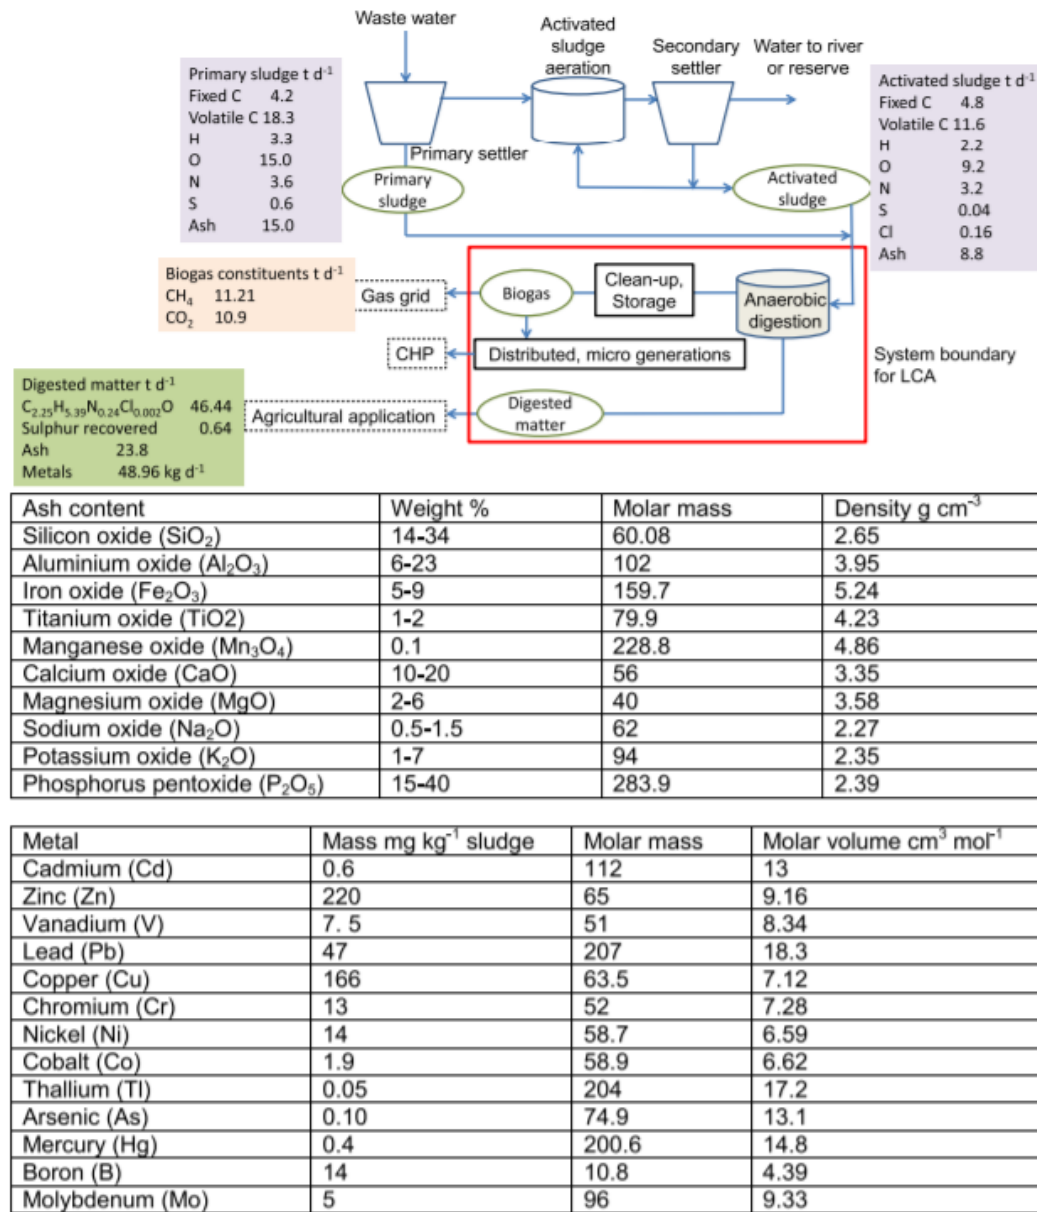 Waste water
Activated
sludge
aeration
Secondary
settler
Water to river
or reserve
Primary sludge t d⁻¹
Fixed C 4.2
Volatile C 18.3
H 3.3
O 15.0
N 3.6
S 0.6
Ash 15.0
Primary settler
Primary
sludge
Activated
sludge
Activated sludge t d⁻¹
Fixed C 4.8
Volatile C 11.6
H 2.2
O 9.2
N 3.2
S 0.04
Cl 0.16
Ash 8.8
Biogas constituents t d⁻¹
CH₄ 11.21
CO₂ 10.9
Gas grid
Biogas
Clean-up,
Storage
Anaerobic
digestion
CHP
Distributed, micro generations
System boundary
for LCA
Digested matter t d⁻¹
C₂.₂₅H₅.₃₉N₀.₂₄Cl₀.₀₀₂O 46.44
Sulphur recovered 0.64
Ash 23.8
Metals 48.96 kg d⁻¹
Agricultural application
Digested
matter
Ash content Weight % Molar mass Density g cm⁻³
Silicon oxide (SiO₂) 14-34 60.08 2.65
Aluminium oxide (Al₂O₃) 6-23 102 3.95
Iron oxide (Fe₂O₃) 5-9 159.7 5.24
Titanium oxide (TiO2) 1-2 79.9 4.23
Manganese oxide (Mn₃O₄) 0.1 228.8 4.86
Calcium oxide (CaO) 10-20 56 3.35
Magnesium oxide (MgO) 2-6 40 3.58
Sodium oxide (Na₂O) 0.5-1.5 62 2.27
Potassium oxide (K₂O) 1-7 94 2.35
Phosphorus pentoxide (P₂O₅) 15-40 283.9 2.39
Metal Mass mg kg⁻¹ sludge Molar mass Molar volume cm³ mol⁻¹
Cadmium (Cd) 0.6 112 13
Zinc (Zn) 220 65 9.16
Vanadium (V) 7. 5 51 8.34
Lead (Pb) 47 207 18.3
Copper (Cu) 166 63.5 7.12
Chromium (Cr) 13 52 7.28
Nickel (Ni) 14 58.7 6.59
Cobalt (Co) 1.9 58.9 6.62
Thallium (Tl) 0.05 204 17.2
Arsenic (As) 0.10 74.9 13.1
Mercury (Hg) 0.4 200.6 14.8
Boron (B) 14 10.8 4.39
Molybdenum (Mo) 5 96 9.33